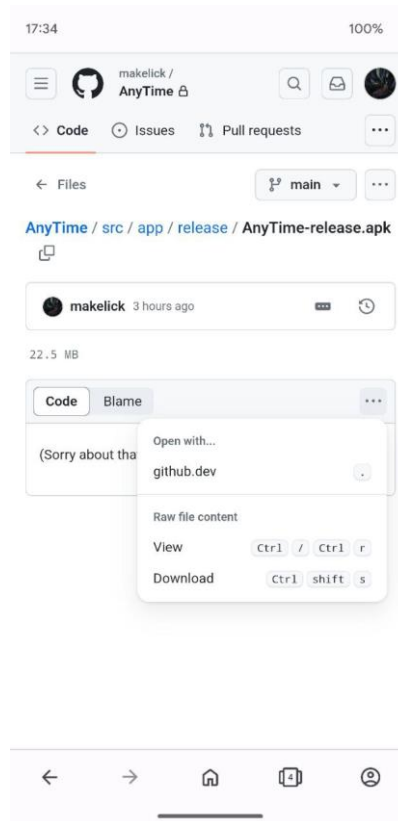 17:34 100%
makelick /
AnyTime
Code Issues Pull requests
Files main
AnyTime / src / app / release / AnyTime-release.apk
makelick 3 hours ago
22.5 MB
Code Blame
Open with...
(Sorry about tha
github.dev .
Raw file content
View Ctrl / Ctrl r
Download Ctrl shift s
4